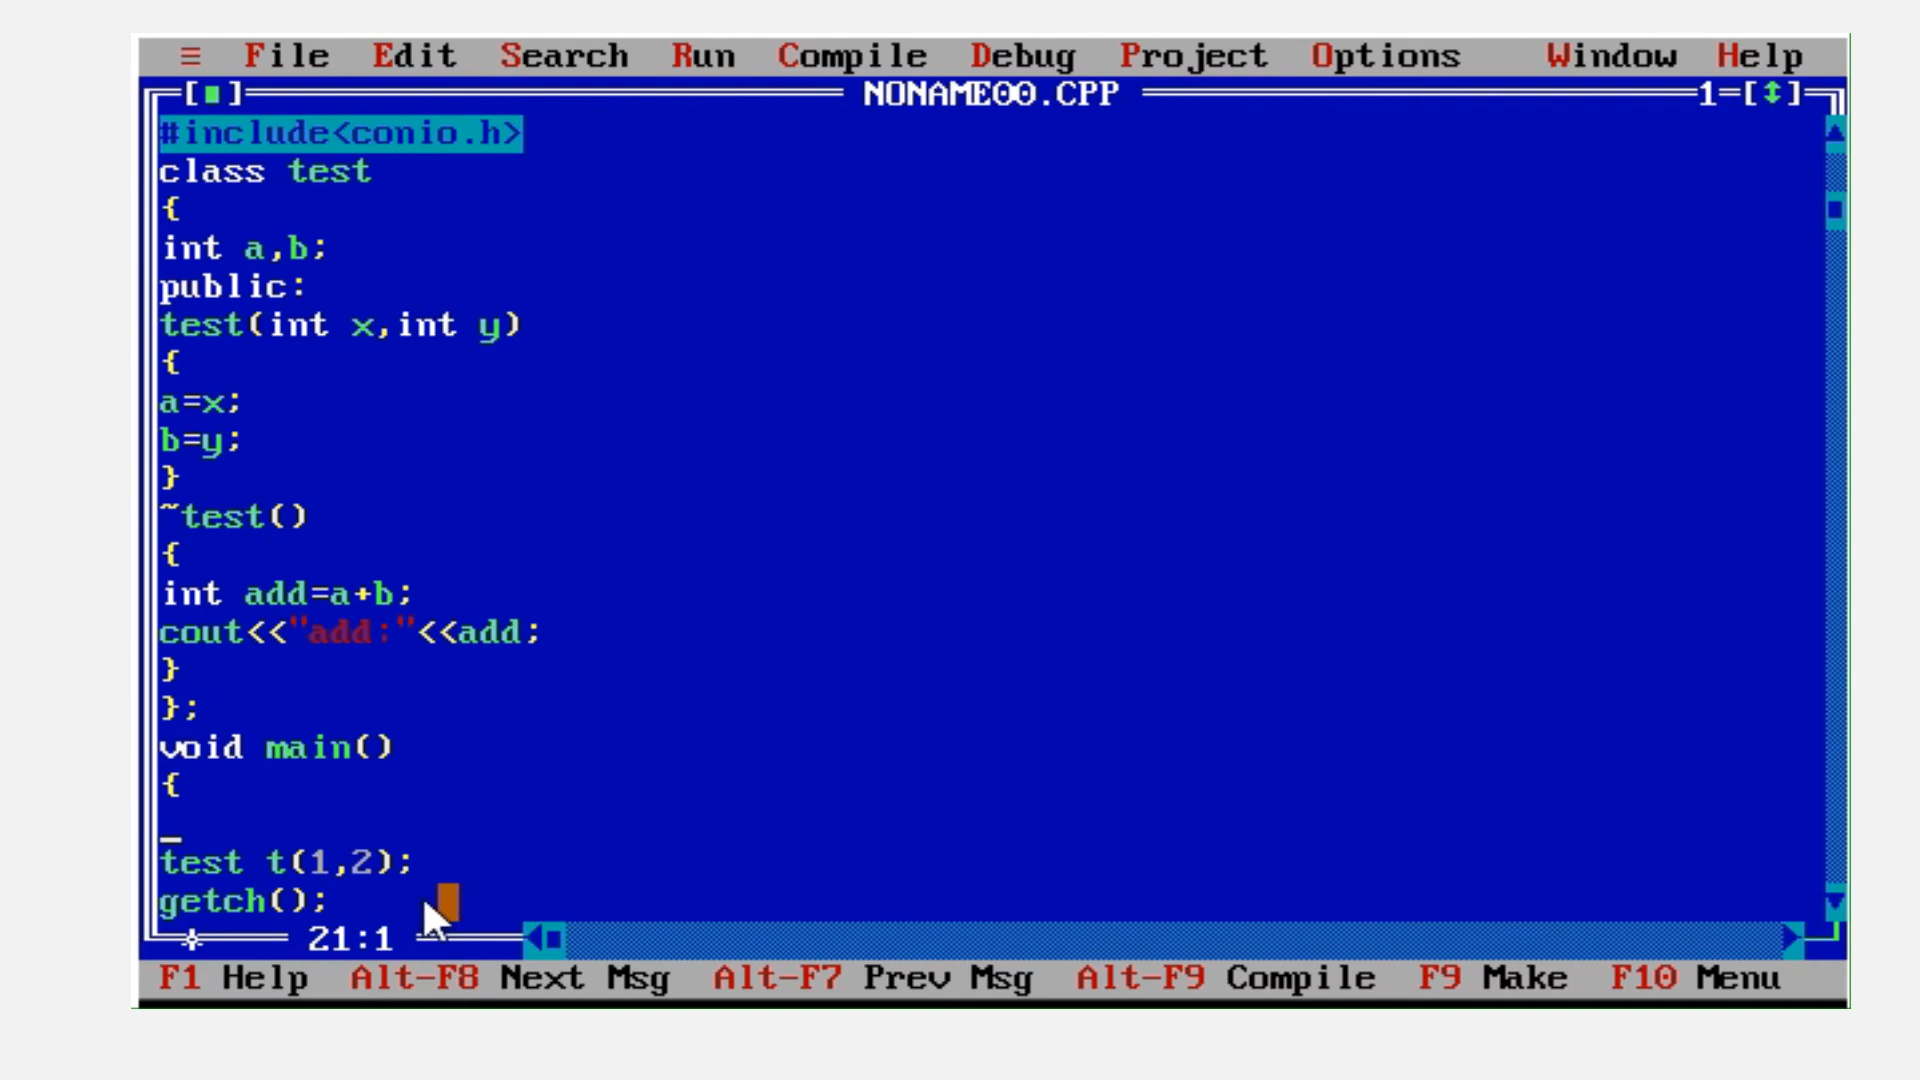 ≡ File Edit Search Run Compile Debug Project Options Window Help
[■] NONAME00.CPP 1=[↕]
#include<conio.h>
class test
{
int a,b;
public:
test(int x,int y)
{
a=x;
b=y;
}
~test()
{
int add=a+b;
cout<<"add:"<<add;
}
};
void main()
{
test t(1,2);
getch();
21:1
F1 Help Alt-F8 Next Msg Alt-F7 Prev Msg Alt-F9 Compile F9 Make F10 Menu